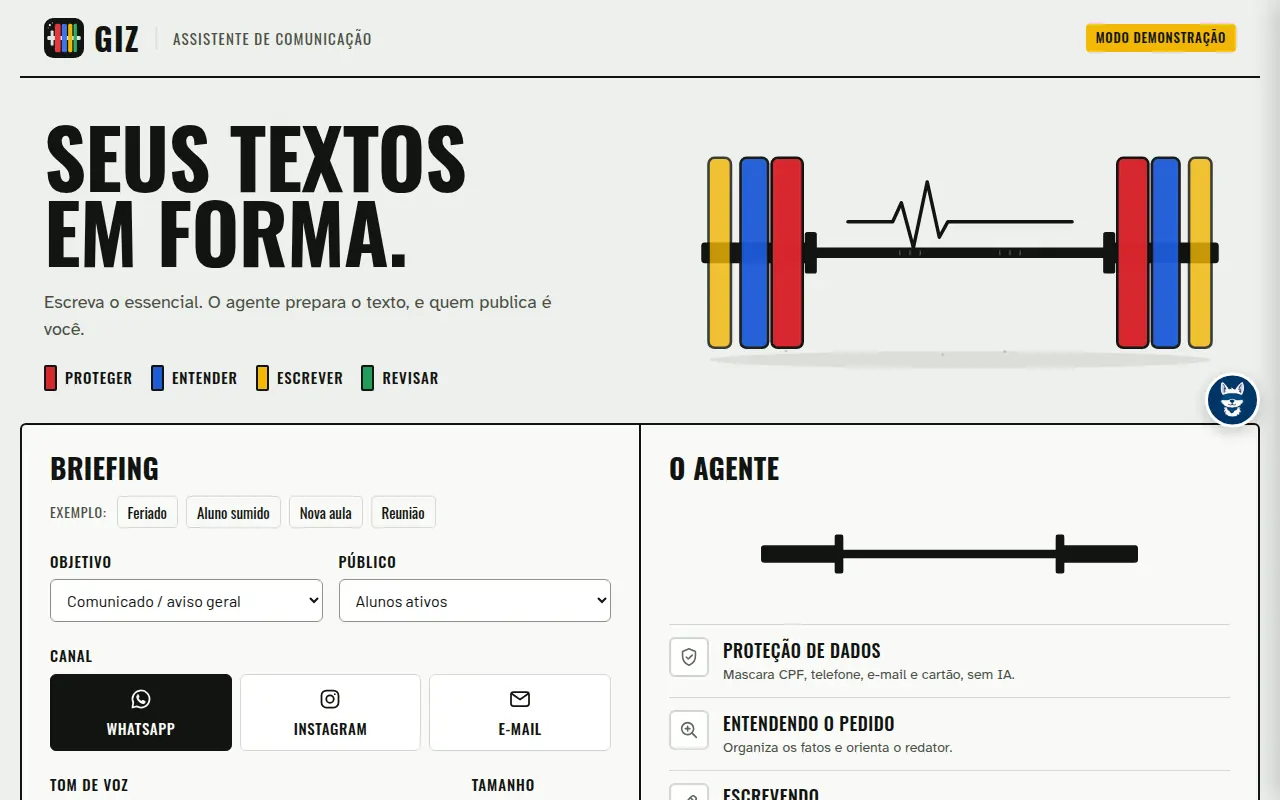 GIZ
ASSISTENTE DE COMUNICAÇÃO
MODO DEMONSTRAÇÃO
SEUS TEXTOS
EM FORMA.
Escreva o essencial. O agente prepara o texto, e quem publica é
você.
PROTEGER
ENTENDER
ESCREVER
REVISAR
BRIEFING
EXEMPLO:
Feriado
Aluno sumido
Nova aula
Reunião
OBJETIVO
PÚBLICO
Comunicado / aviso geral
Alunos ativos
CANAL
WHATSAPP
INSTAGRAM
E-MAIL
TOM DE VOZ
TAMANHO
O AGENTE
PROTEÇÃO DE DADOS
Mascara CPF, telefone, e-mail e cartão, sem IA.
ENTENDENDO O PEDIDO
Organiza os fatos e orienta o redator.
ESCREVENDO